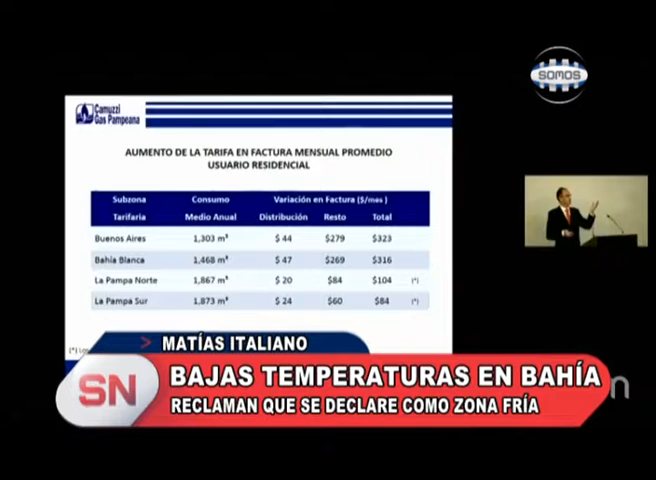 SOMOS
Camuzzi
Gas Pampeana
AUMENTO DE LA TARIFA EN FACTURA MENSUAL PROMEDIO
USUARIO RESIDENCIAL
Subzona Consumo Variación en Factura ($/mes )
Tarifaria Medio Anual Distribución Resto Total
Buenos Aires 1,303 m³ $ 44 $279 $323
Bahía Blanca 1,468 m³ $ 47 $269 $316
La Pampa Norte 1,867 m³ $ 20 $84 $104 (*)
La Pampa Sur 1,873 m³ $ 24 $60 $84 (*)
(*)
> MATÍAS ITALIANO
SN
BAJAS TEMPERATURAS EN BAHÍA
RECLAMAN QUE SE DECLARE COMO ZONA FRÍA